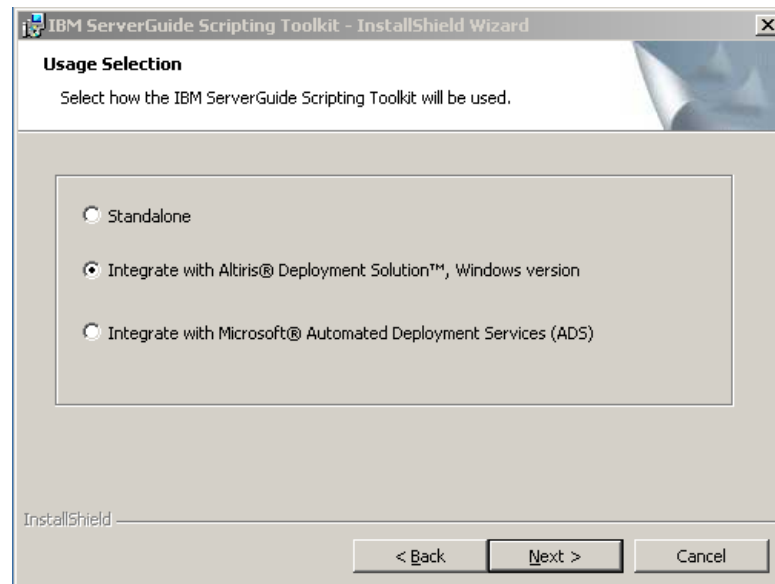 IBM ServerGuide Scripting Toolkit - InstallShield Wizard
Usage Selection
Select how the IBM ServerGuide Scripting Toolkit will be used.
Standalone
Integrate with Altiris® Deployment Solution™, Windows version
Integrate with Microsoft® Automated Deployment Services (ADS)
InstallShield
< Back
Next >
Cancel